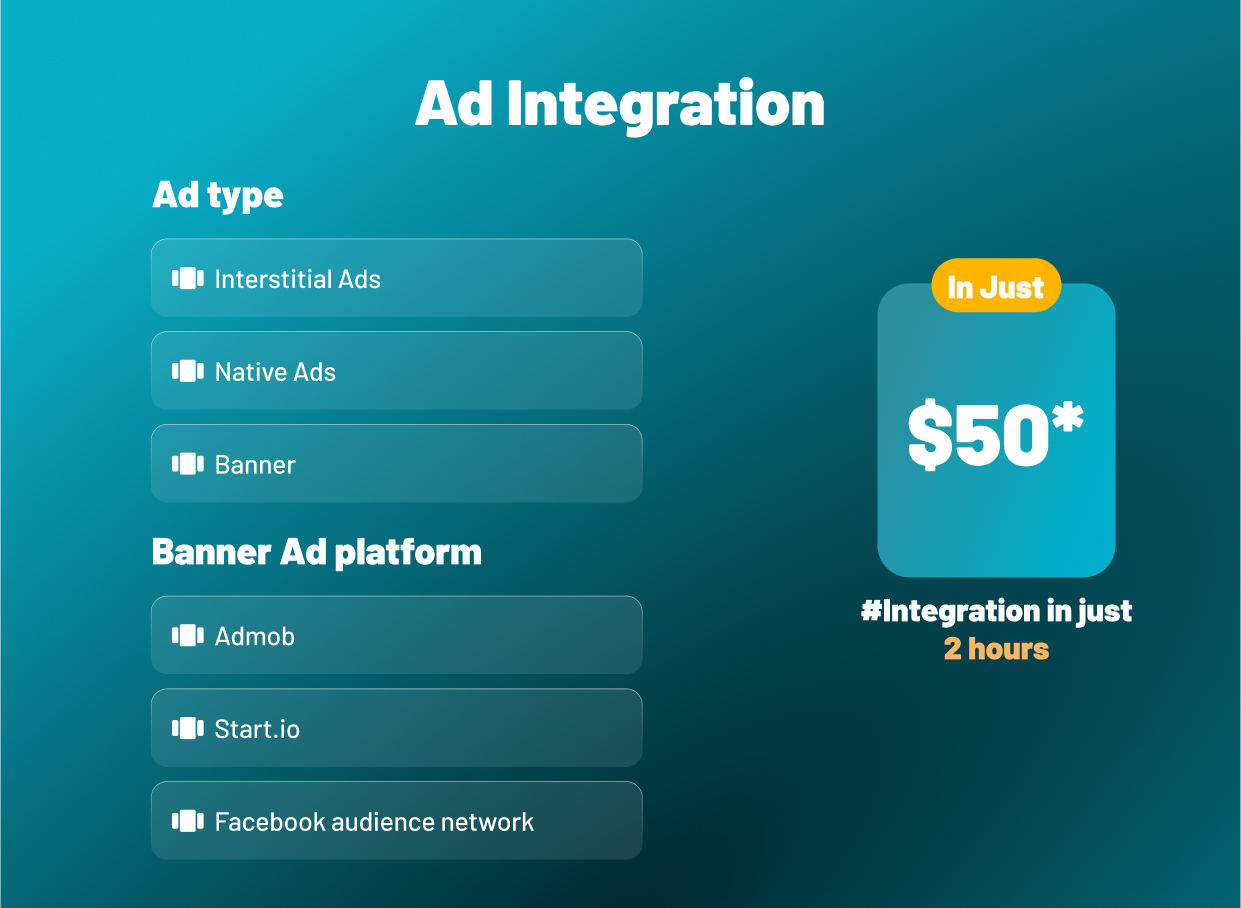 Ad Integration
Ad type
Interstitial Ads
Native Ads
Banner
Banner Ad platform
Admob
Start.io
Facebook audience network
In Just
$50*
#Integration in just
2 hours